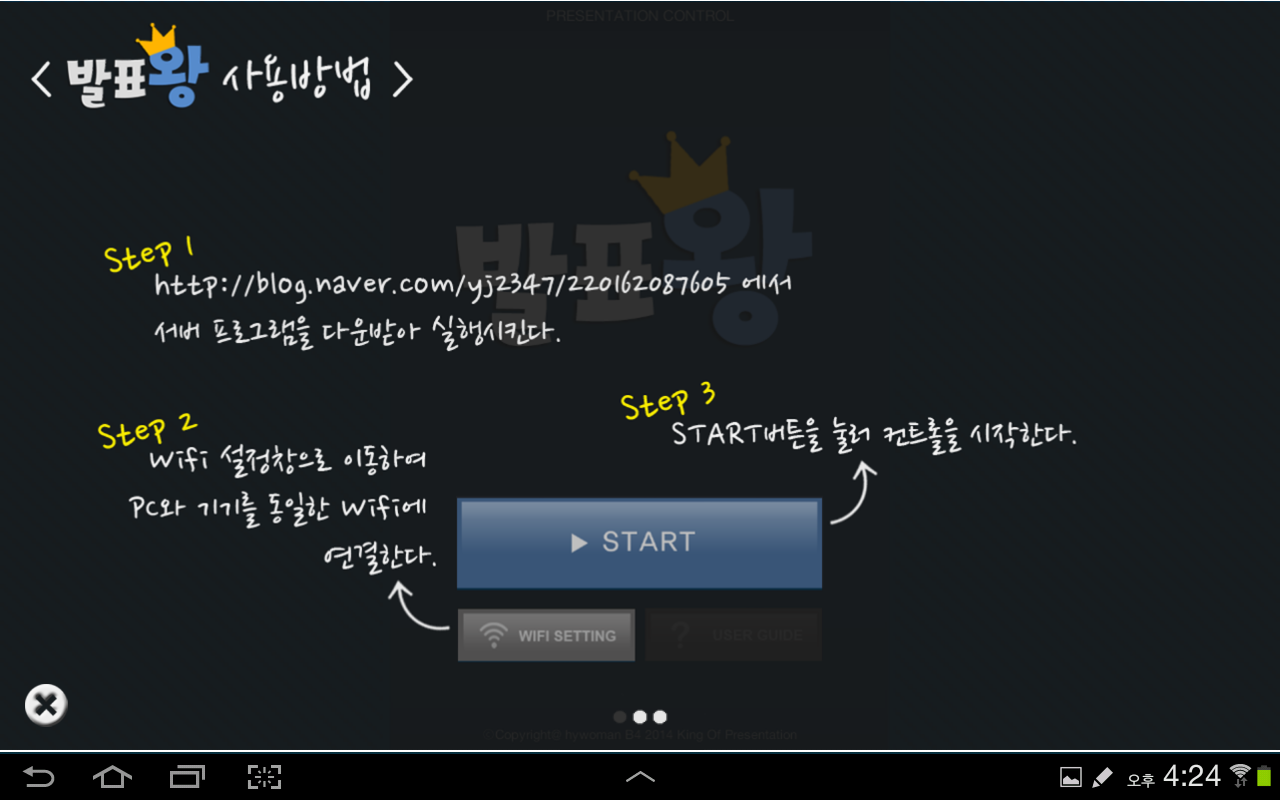 PRESENTATION CONTROL
< 발표왕 사용방법 >
발표왕
Step 1
http://blog.naver.com/yj2347/220162087605 에서
서버 프로그램을 다운받아 실행시킨다.
Step 2
Wifi 설정창으로 이동하여
PC와 기기를 동일한 Wifi에
연결한다.
Step 3
START버튼을 눌러 컨트롤을 시작한다.
START
WIFI SETTING
? USER GUIDE
©Copyright© hywoman B4 2014 King Of Presentation
오후 4:24